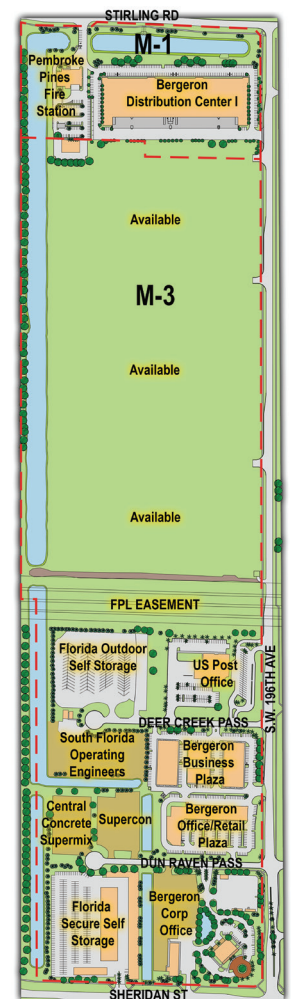 STIRLING RD
M-1
Pembroke
Pines
Fire
Station
Bergeron
Distribution Center I
Available
M-3
Available
Available
FPL EASEMENT
Florida Outdoor
Self Storage
US Post
Office
S.W. 196TH AVE
DEER CREEK PASS
South Florida
Operating
Engineers
Bergeron
Business
Plaza
Central
Concrete
Supermix
Supercon
Bergeron
Office/Retail
Plaza
DUN RAVEN PASS
Florida
Secure Self
Storage
Bergeron
Corp
Office
SHERIDAN ST